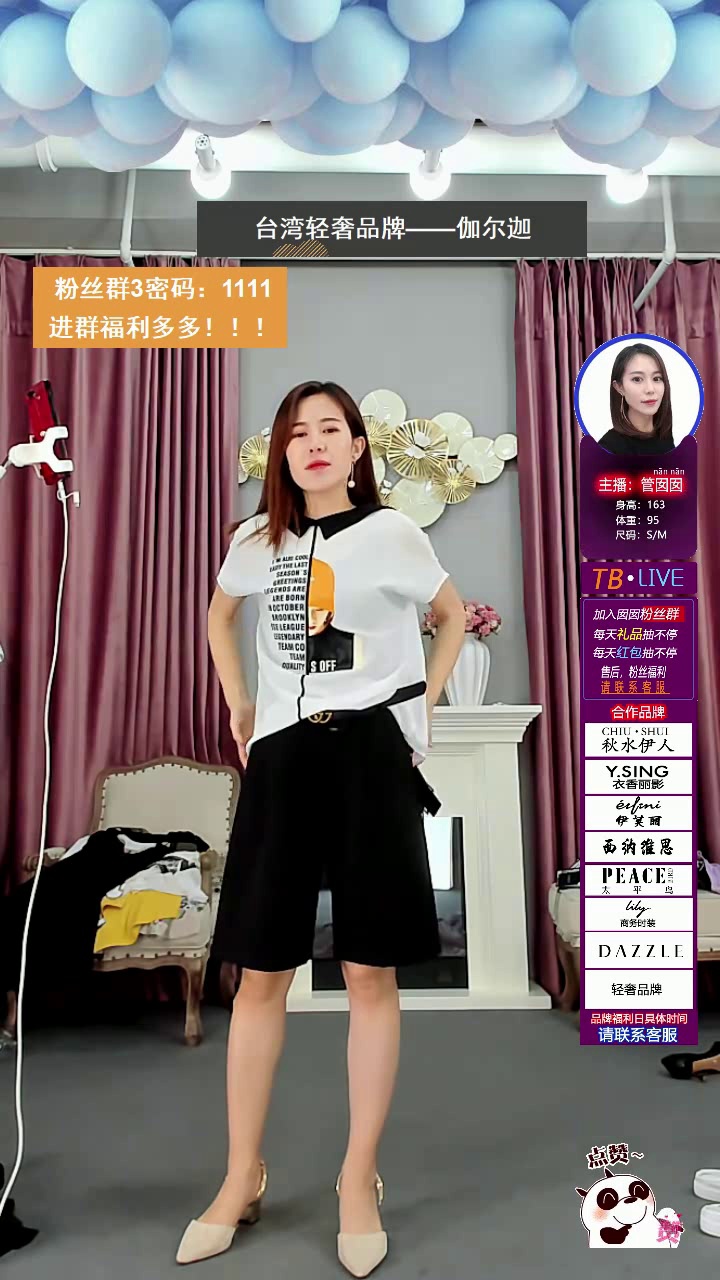 台湾轻奢品牌——伽尔迦
粉丝群3密码：1111
进群福利多多！！！
nān nān
主播：管囡囡
身高：163
体重：95
尺码：S/M
TB·LIVE
加入囡囡粉丝群
每天礼品抽不停
每天红包抽不停
售后，粉丝福利
请联系客服
合作品牌
CHIU·SHUI
秋水伊人
Y.SING
衣香丽影
伊芙丽
西纳维思
PEACE
太平鸟
lily
商务时装
DAZZLE
轻奢品牌
品牌福利日具体时间
请联系客服
COOL
THE LAST
SEASON'S
GREETINGS
LEGENDS ARE
ARE BORN
OCTOBER
BROOKLYN
LEAGUE
LEGENDARY
TEAM CO
TEAM
QUALITY
S OFF
点赞~